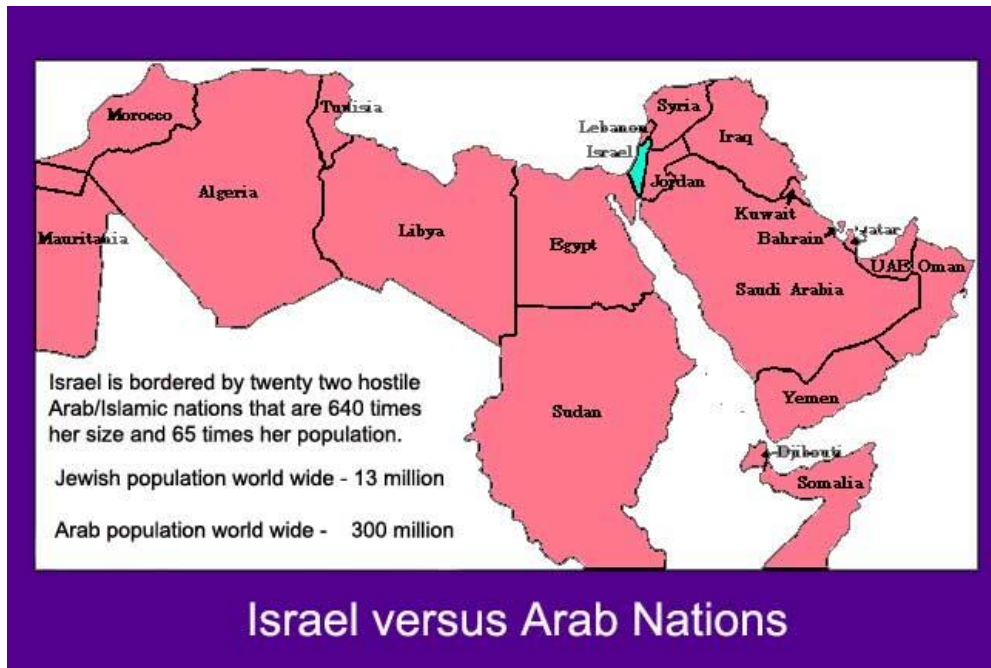 Morocco
Tunisia
Algeria
Mauritania
Libya
Egypt
Sudan
Lebanon
Israel
Syria
Iraq
Jordan
Kuwait
Bahrain
Qatar
UAE
Oman
Saudi Arabia
Yemen
Djibouti
Somalia
Israel is bordered by twenty two hostile
Arab/Islamic nations that are 640 times
her size and 65 times her population.
Jewish population world wide - 13 million
Arab population world wide - 300 million
Israel versus Arab Nations